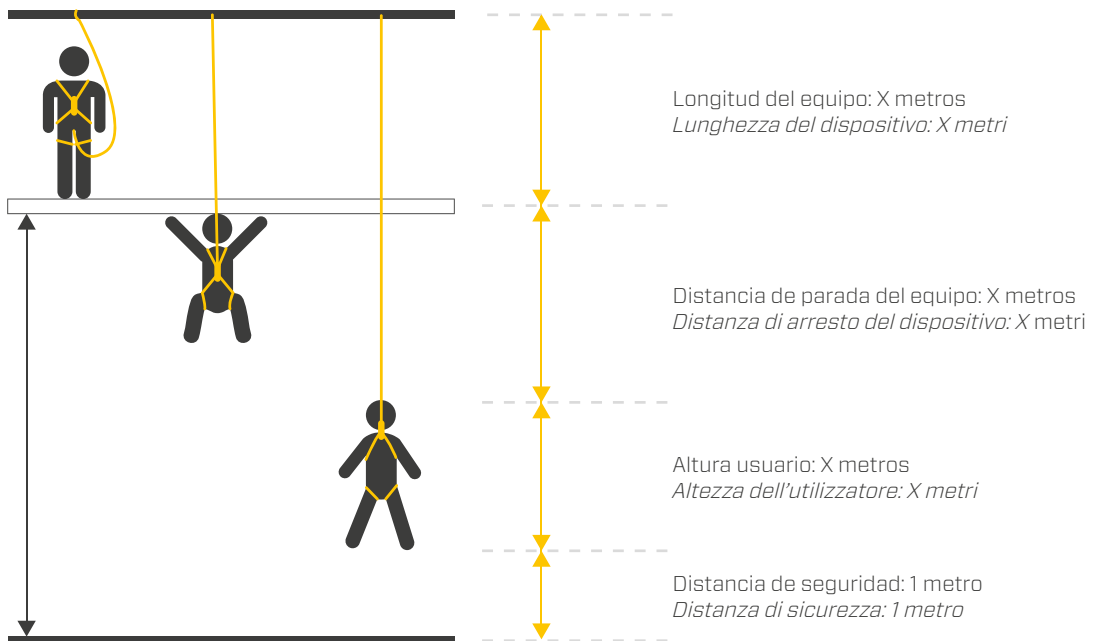 Longitud del equipo: X metros
Lunghezza del dispositivo: X metri
Distancia de parada del equipo: X metros
Distanza di arresto del dispositivo: X metri
Altura usuario: X metros
Altezza dell'utilizzatore: X metri
Distancia de seguridad: 1 metro
Distanza di sicurezza: 1 metro